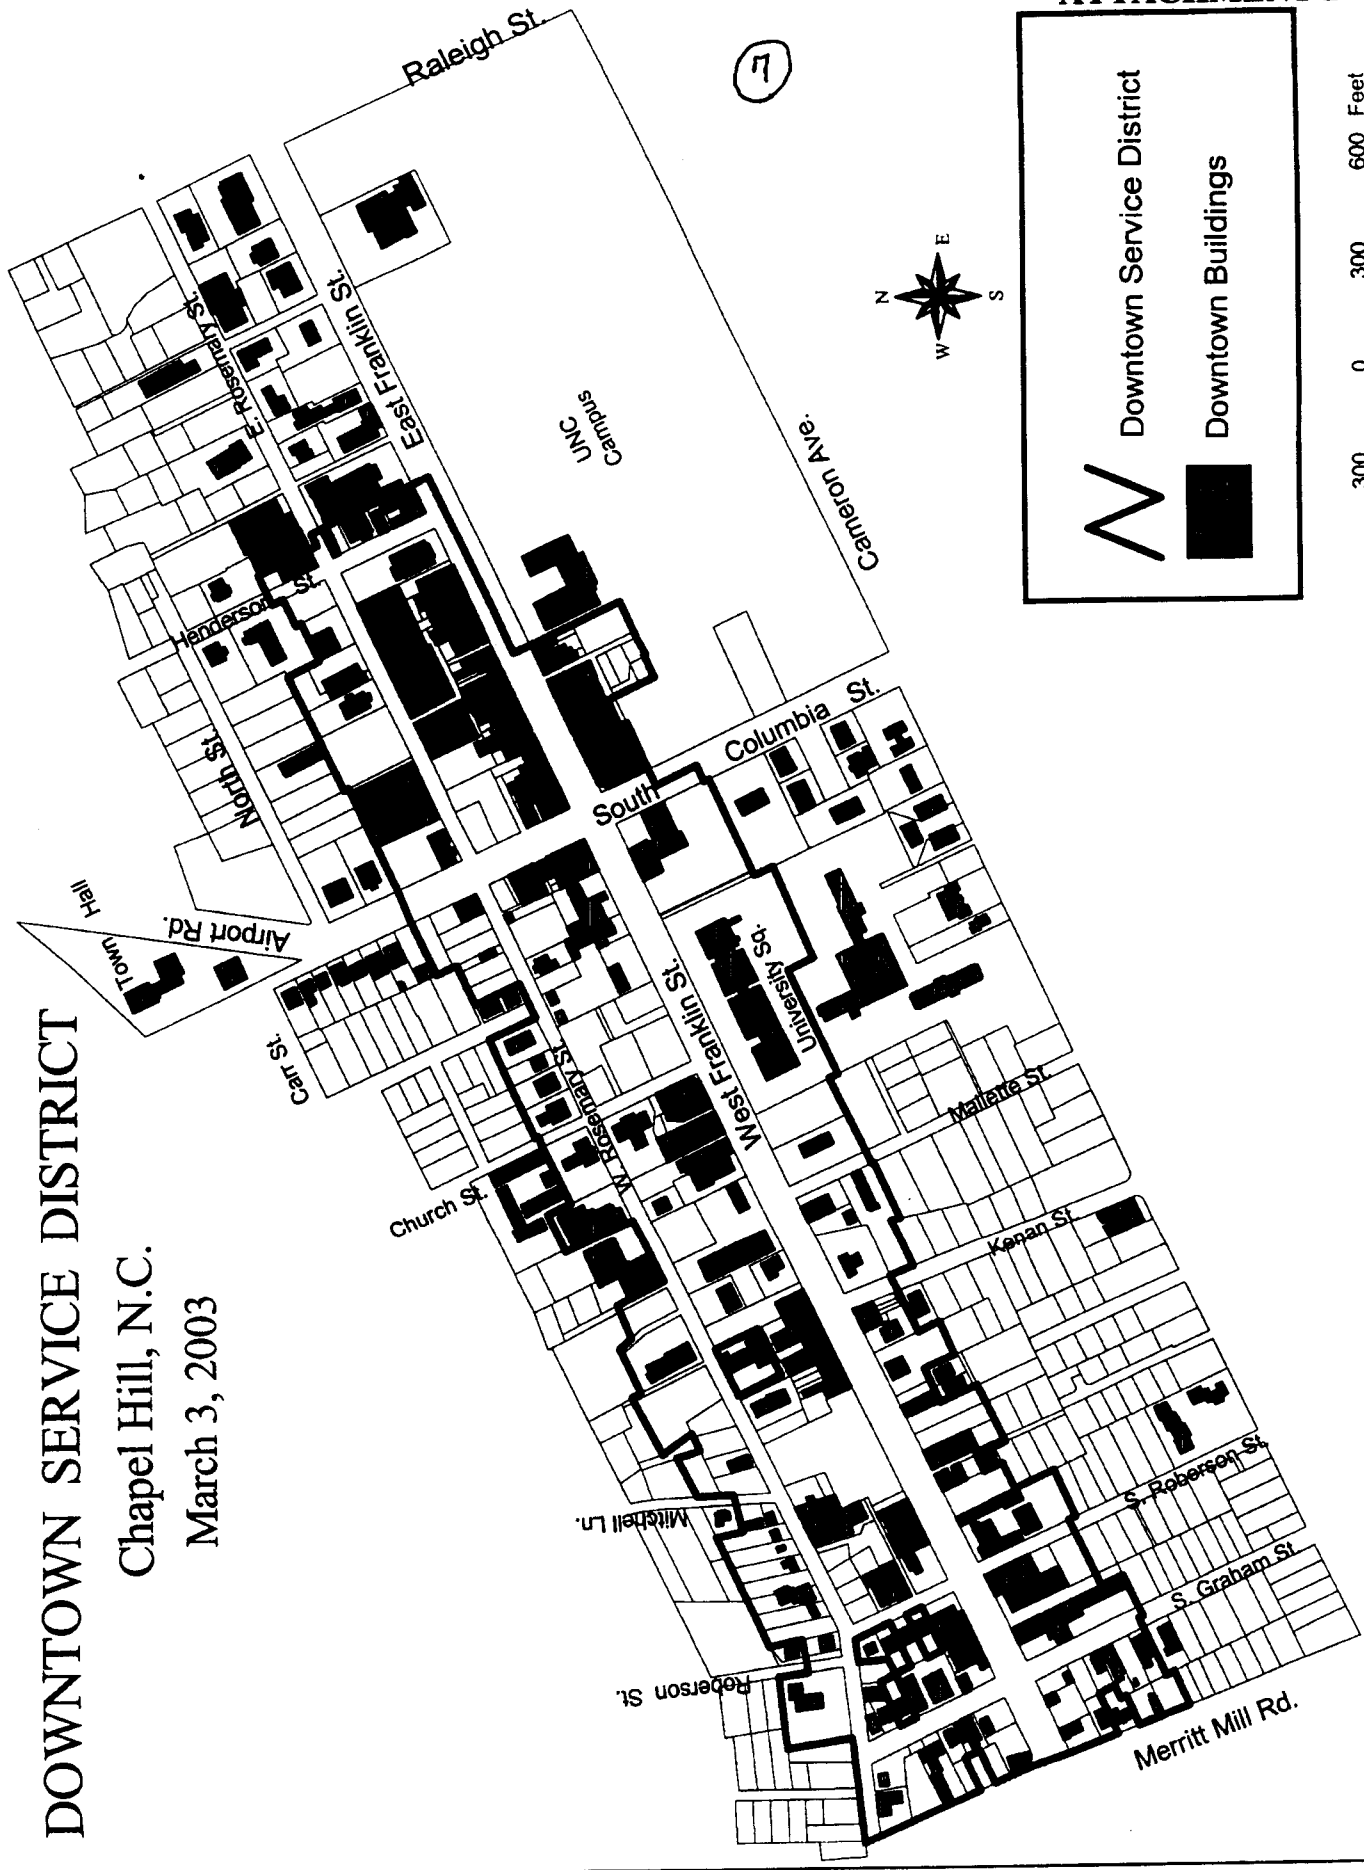 DOWNTOWN SERVICE DISTRICT
Chapel Hill, N.C.
March 3, 2003
7
Raleigh St.
E. Rosemary St.
East Franklin St.
UNC
Campus
Cameron Ave.
Henderson St.
North St.
Town Hall
Airport Rd.
South Columbia St.
Carr St.
University Sq.
West Franklin St.
W. Rosemary St.
Church St.
Mallette St.
Kenan St.
Mitchell Ln.
S. Roberson St.
S. Graham St.
Roberson St.
Merritt Mill Rd.
N
W
E
S
Downtown Service District
Downtown Buildings
300 0 300 600 Feet